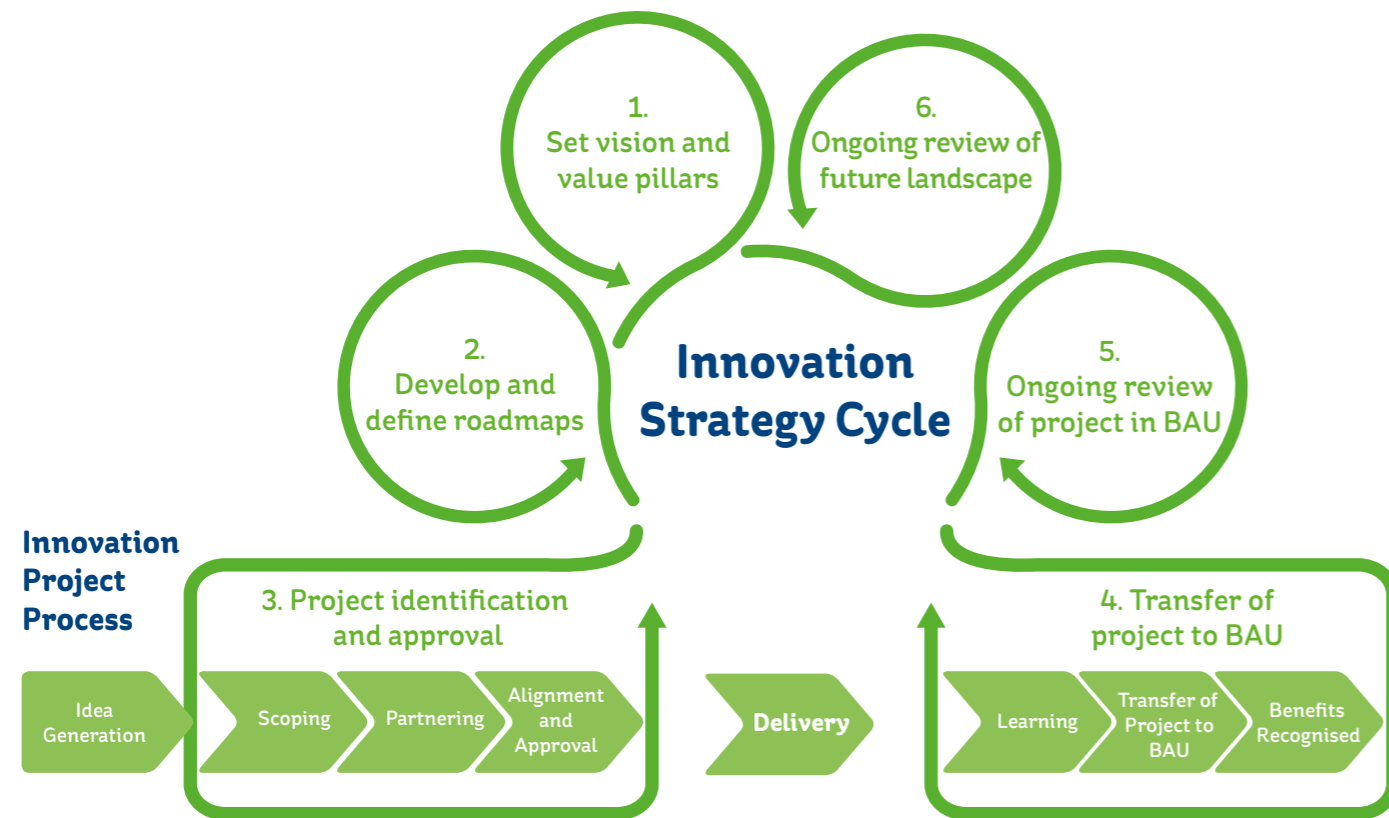 1.
Set vision and
value pillars
6.
Ongoing review of
future landscape
2.
Develop and
define roadmaps
Innovation
Strategy Cycle
5.
Ongoing review
of project in BAU
Innovation
Project
Process
3. Project identification
and approval
4. Transfer of
project to BAU
Idea
Generation
Scoping
Partnering
Alignment
and
Approval
Delivery
Learning
Transfer of
Project to
BAU
Benefits
Recognised